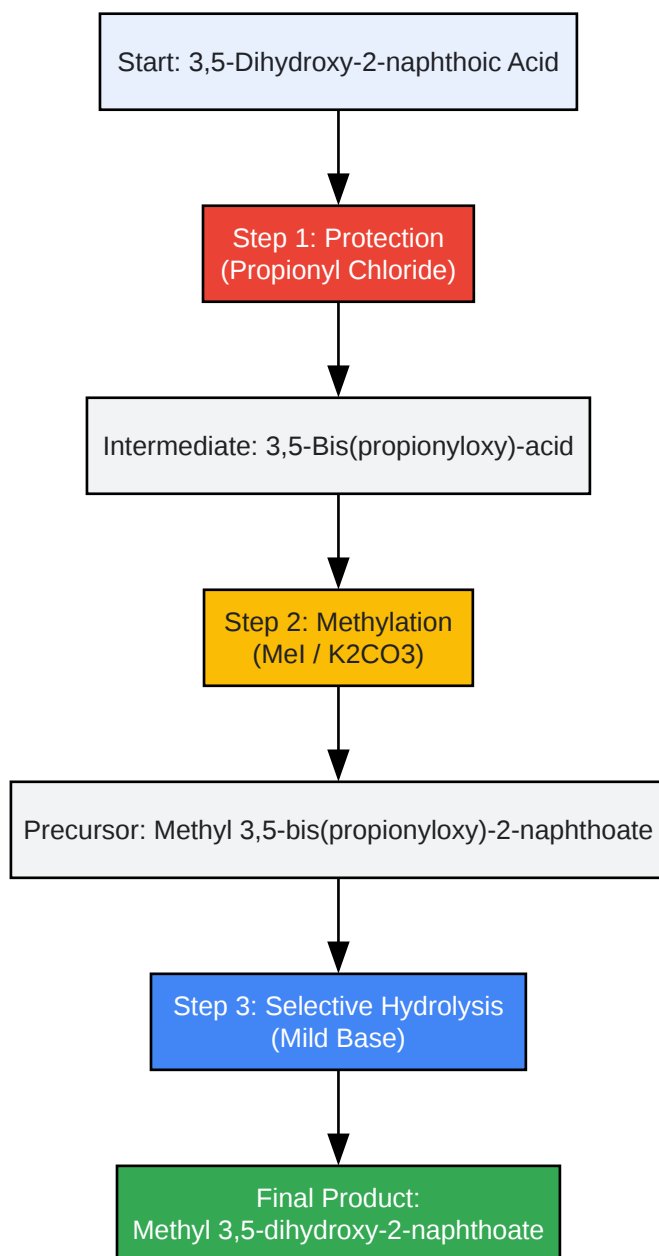 Start: 3,5-Dihydroxy-2-naphthoic Acid
Step 1: Protection
(Propionyl Chloride)
Intermediate: 3,5-Bis(propionyloxy)-acid
Step 2: Methylation
(MeI / K2CO3)
Precursor: Methyl 3,5-bis(propionyloxy)-2-naphthoate
Step 3: Selective Hydrolysis
(Mild Base)
Final Product:
Methyl 3,5-dihydroxy-2-naphthoate